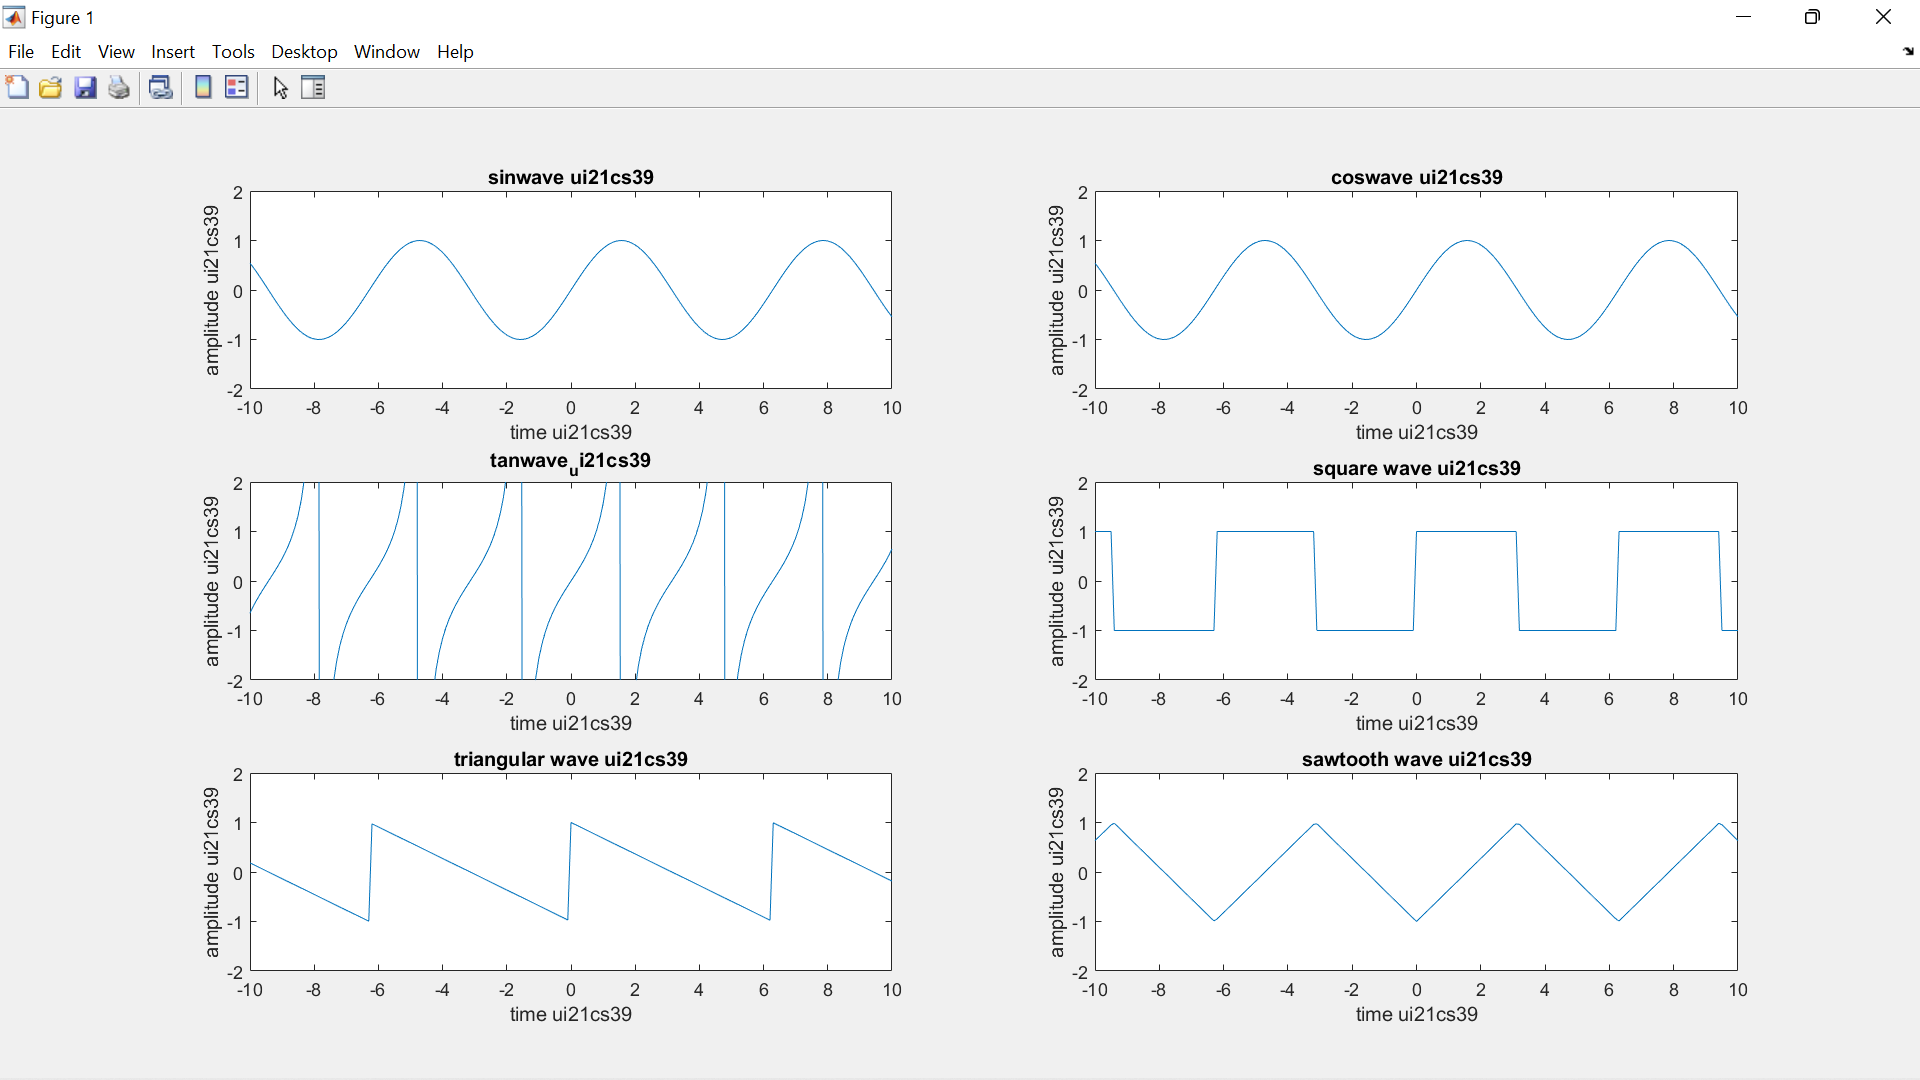 Figure 1
File Edit View Insert Tools Desktop Window Help
sinwave ui21cs39
amplitude ui21cs39
2
1
0
-1
-2
-10 -8 -6 -4 -2 0 2 4 6 8 10
time ui21cs39
coswave ui21cs39
amplitude ui21cs39
2
1
0
-1
-2
-10 -8 -6 -4 -2 0 2 4 6 8 10
time ui21cs39
tanwaveᵤi21cs39
amplitude ui21cs39
2
1
0
-1
-2
-10 -8 -6 -4 -2 0 2 4 6 8 10
time ui21cs39
square wave ui21cs39
amplitude ui21cs39
2
1
0
-1
-2
-10 -8 -6 -4 -2 0 2 4 6 8 10
time ui21cs39
triangular wave ui21cs39
amplitude ui21cs39
2
1
0
-1
-2
-10 -8 -6 -4 -2 0 2 4 6 8 10
time ui21cs39
sawtooth wave ui21cs39
amplitude ui21cs39
2
1
0
-1
-2
-10 -8 -6 -4 -2 0 2 4 6 8 10
time ui21cs39